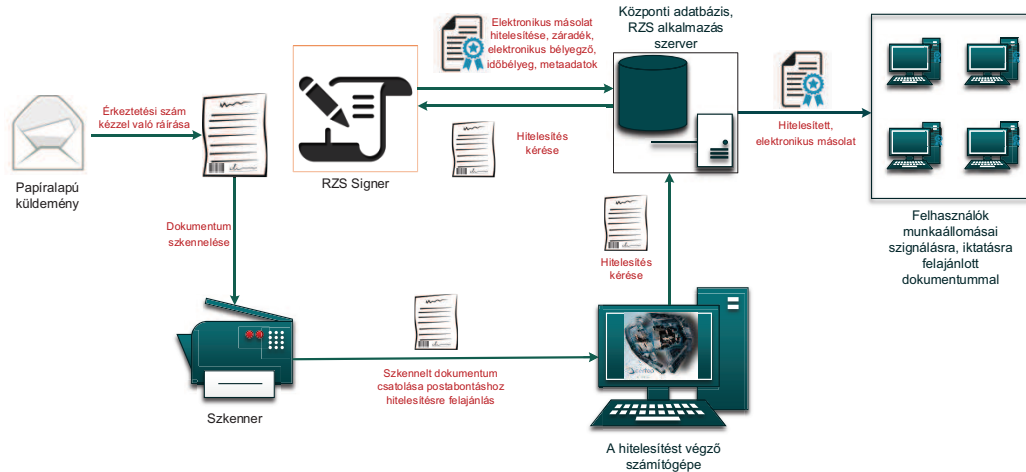 Elektronikus másolat
hitelesítése, záradék,
elektronikus bélyegző,
időbélyeg, metaadatok
Központi adatbázis,
RZS alkalmazás
szerver
Érkeztetési szám
kézzel való ráírása
Papíralapú
küldemény
RZS Signer
Hitelesítés
kérése
Hitelesített,
elektronikus másolat
Felhasználók
munkaállomásai
szignálásra, iktatásra
felajánlott
dokumentummal
Dokumentum
szkennelése
Hitelesítés
kérése
Szkennelt dokumentum
csatolása postabontáshoz
hitelesítésre felajánlás
Szkenner
A hitelesítést végző
számítógépe